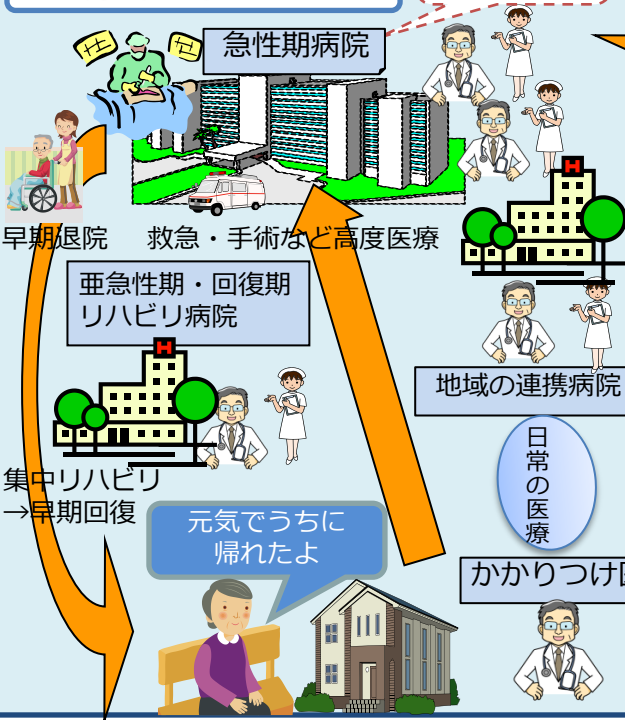 急性期病院
早期退院
救急・手術など高度医療
亜急性期・回復期
リハビリ病院
H
H
地域の連携病院
日常の医療
集中リハビリ
→早期回復
元気でうちに
帰れたよ
かかりつけ医